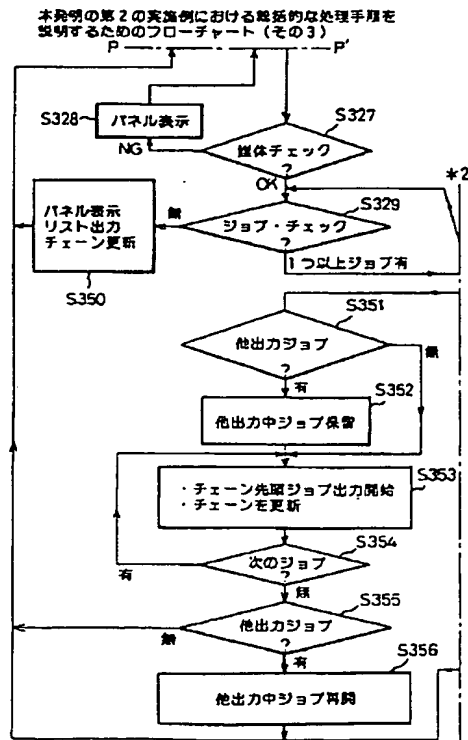 本発明の第2の実施例における総括的な処理手順を
説明するためのフローチャート(その3)
P
P'
S328
パネル表示
S327
NG
媒体チェック
?
OK
*2
S329
パネル表示
リスト出力
チェーン更新
無
ジョブ・チェック
?
1つ以上ジョブ有
S350
S351
他出力ジョブ
?
無
有
S352
他出力中ジョブ保留
S353
・チェーン先頭ジョブ出力開始
・チェーンを更新
S354
次のジョブ
?
有
無
S355
他出力ジョブ
?
無
有
S356
他出力中ジョブ再開